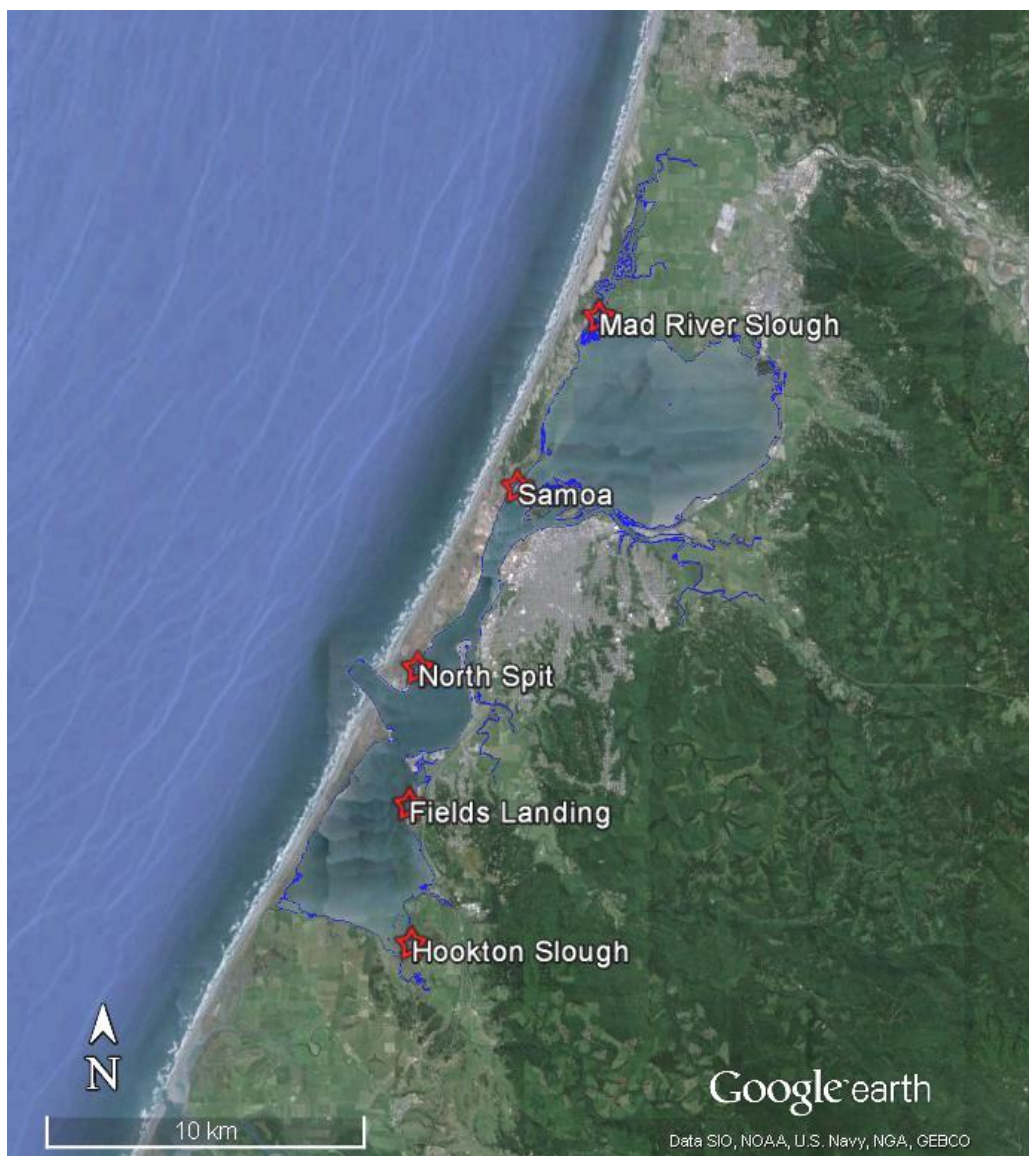 Mad River Slough
Samoa
North Spit
Fields Landing
Hookton Slough
N
10 km
Google earth
Data SIO, NOAA, U.S. Navy, NGA, GEBCO